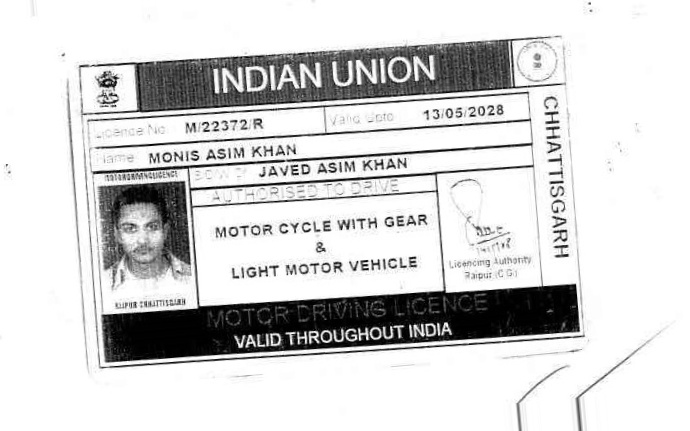 INDIAN UNION
Licence No. M/22372/R Valid Upto 13/05/2028
Name MONIS ASIM KHAN
S/D/W of JAVED ASIM KHAN
AUTHORISED TO DRIVE
MOTOR CYCLE WITH GEAR
&
LIGHT MOTOR VEHICLE
MOTORDRIVINGLICENCE
RAIPUR CHHATTISGARH
Licencing Authority
Raipur (C.G.)
CHHATTISGARH
MOTOR DRIVING LICENCE
VALID THROUGHOUT INDIA